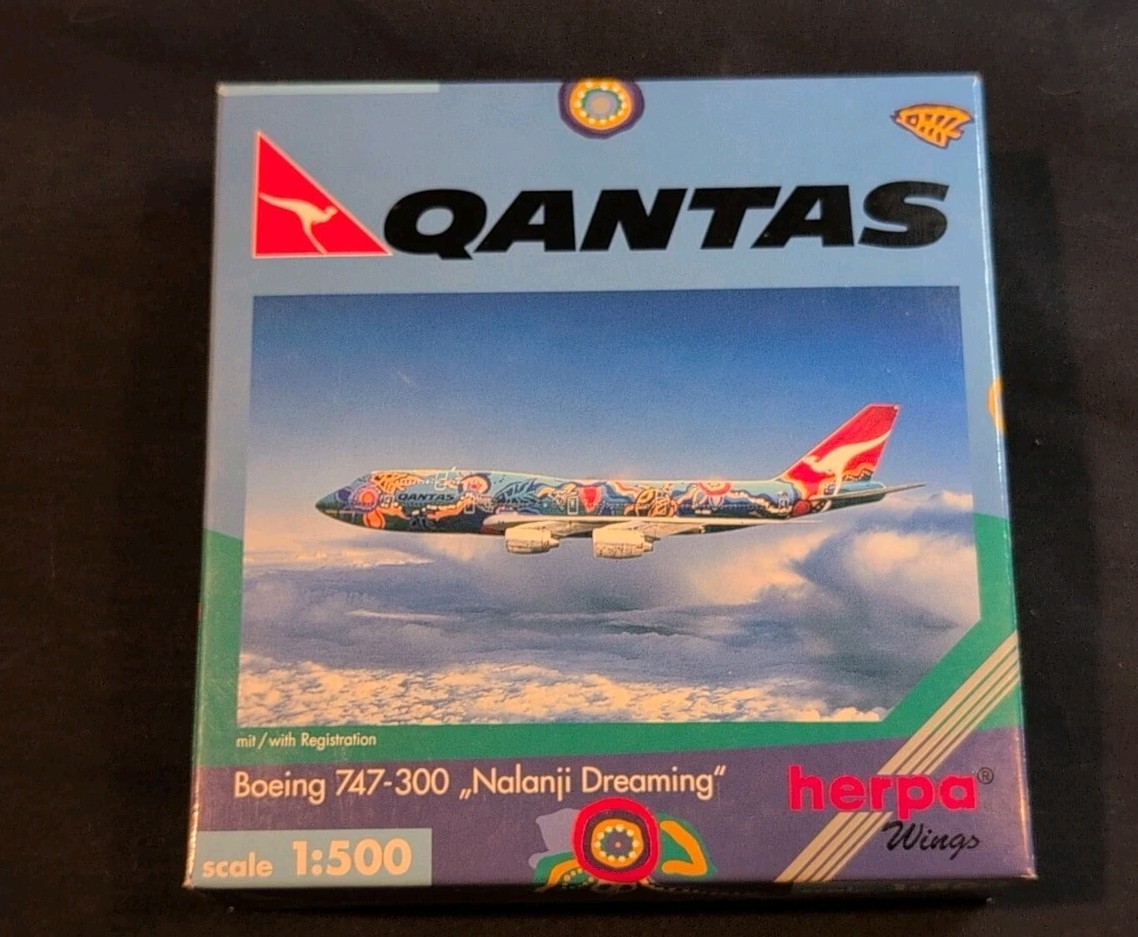 QANTAS
QANTAS
mit / with Registration
Boeing 747-300 „Nalanji Dreaming“
herpa®
Wings
scale 1:500